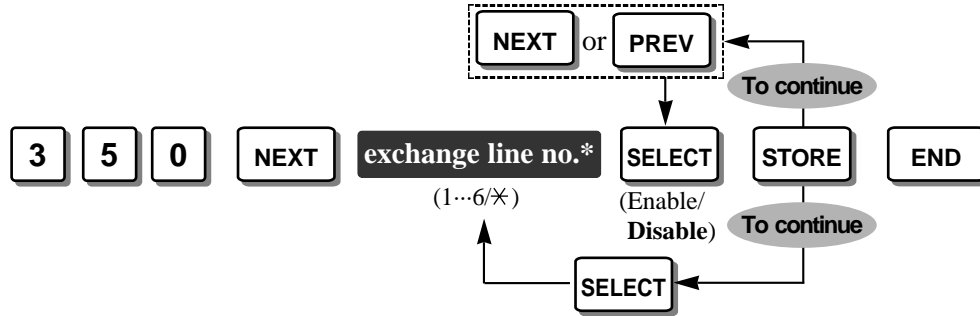 NEXT or PREV
To continue
3 5 0 NEXT exchange line no.* SELECT STORE END
(1···6/✳)
(Enable/
Disable)
To continue
SELECT